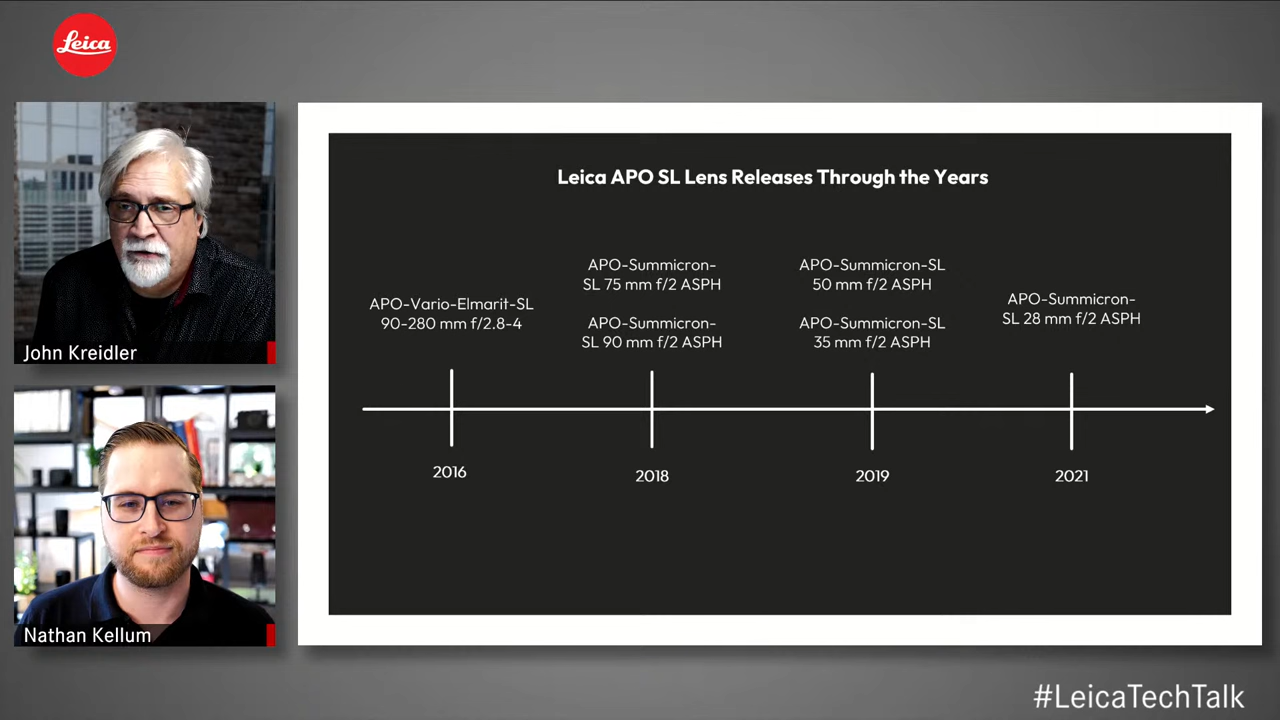 Leica
John Kreidler
Nathan Kellum
Leica APO SL Lens Releases Through the Years
APO-Vario-Elmarit-SL
90-280 mm f/2.8-4
APO-Summicron-
SL 75 mm f/2 ASPH
APO-Summicron-
SL 90 mm f/2 ASPH
APO-Summicron-SL
50 mm f/2 ASPH
APO-Summicron-SL
35 mm f/2 ASPH
APO-Summicron-
SL 28 mm f/2 ASPH
2016
2018
2019
2021
#LeicaTechTalk